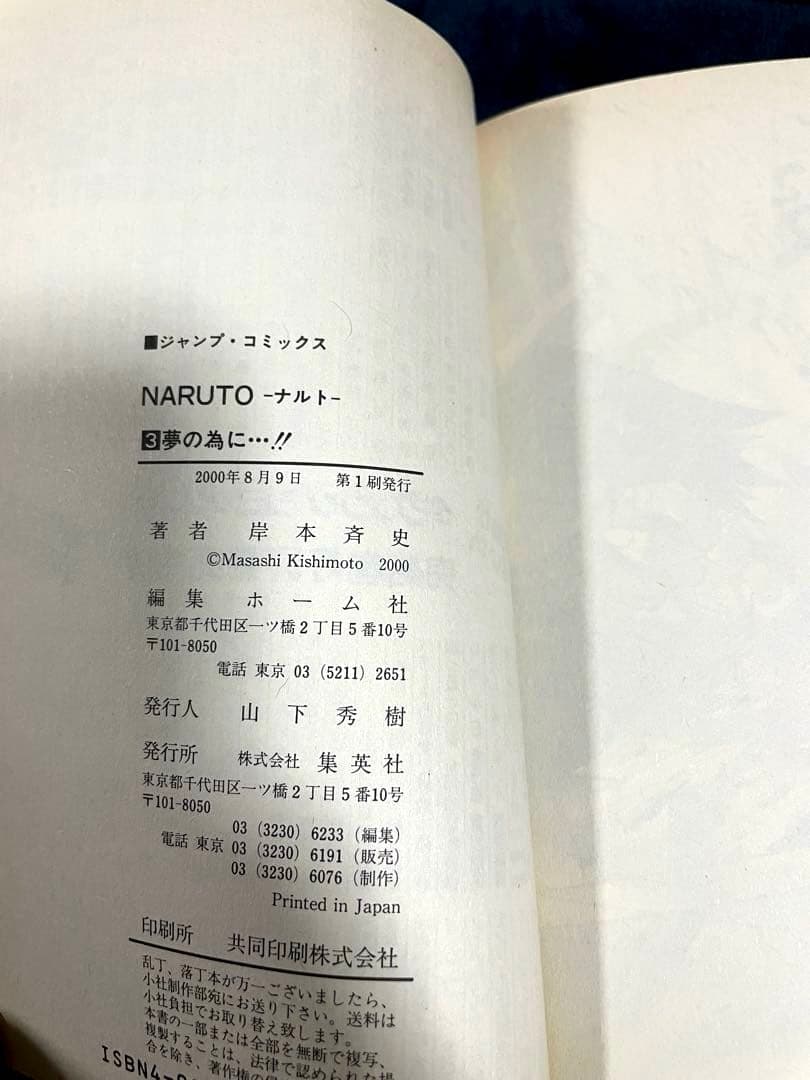 ■ジャンプ・コミックス
NARUTO -ナルト-
3 夢の為に…!!
2000年8月9日 第1刷発行
著者 岸本斉史
©Masashi Kishimoto 2000
編集 ホーム社
東京都千代田区一ツ橋2丁目5番10号
〒101-8050
電話 東京 03 (5211) 2651
発行人 山下秀樹
発行所 株式会社 集英社
東京都千代田区一ツ橋2丁目5番10号
〒101-8050
03 (3230) 6233 (編集)
電話 東京 03 (3230) 6191 (販売)
03 (3230) 6076 (制作)
Printed in Japan
印刷所 共同印刷株式会社
乱丁、落丁本が万一ございましたら、
小社制作部宛にお送り下さい。送料は
小社負担でお取り替え致します。
本書の一部または全部を無断で複写、
複製することは、法律で認められた場
合を除き、著作権の
ISBN4-